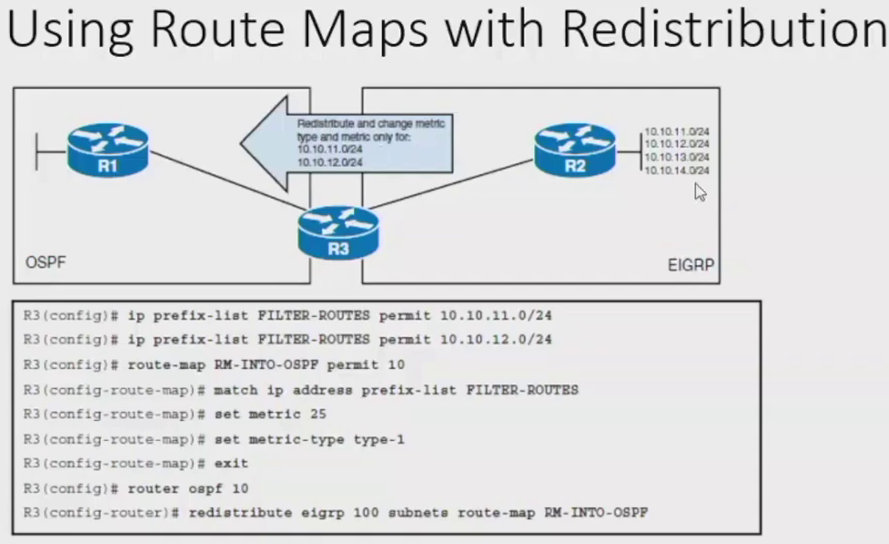 Using Route Maps with Redistribution
Redistribute and change metric
type and metric only for:
10.10.11.0/24
10.10.12.0/24
R1
R2
10.10.11.0/24
10.10.12.0/24
10.10.13.0/24
10.10.14.0/24
R3
OSPF
EIGRP
R3(config)# ip prefix-list FILTER-ROUTES permit 10.10.11.0/24
R3(config)# ip prefix-list FILTER-ROUTES permit 10.10.12.0/24
R3(config)# route-map RM-INTO-OSPF permit 10
R3(config-route-map)# match ip address prefix-list FILTER-ROUTES
R3(config-route-map)# set metric 25
R3(config-route-map)# set metric-type type-1
R3(config-route-map)# exit
R3(config)# router ospf 10
R3(config-router)# redistribute eigrp 100 subnets route-map RM-INTO-OSPF